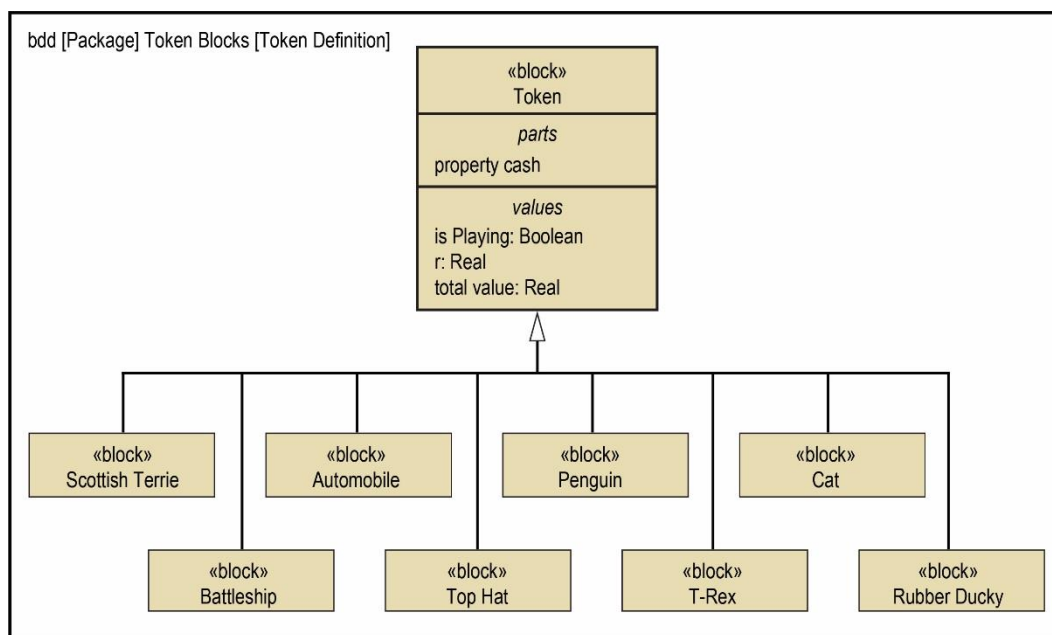 bdd [Package] Token Blocks [Token Definition]
«block»
Token
parts
property cash
values
is Playing: Boolean
r: Real
total value: Real
«block»
Scottish Terrie
«block»
Automobile
«block»
Penguin
«block»
Cat
«block»
Battleship
«block»
Top Hat
«block»
T-Rex
«block»
Rubber Ducky